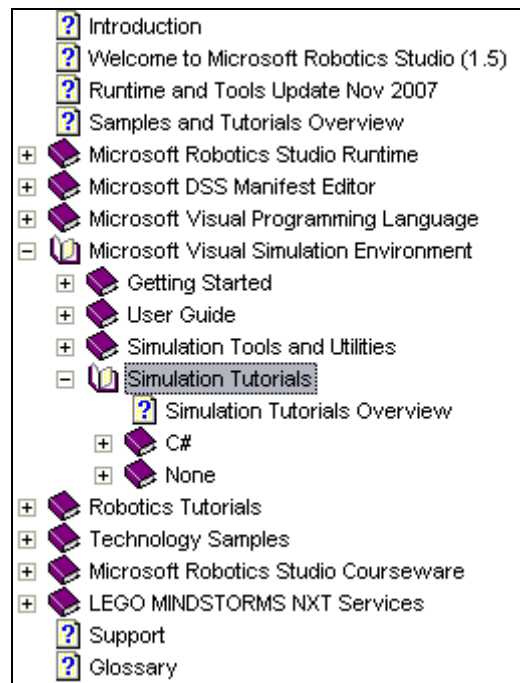 Introduction
Welcome to Microsoft Robotics Studio (1.5)
Runtime and Tools Update Nov 2007
Samples and Tutorials Overview
Microsoft Robotics Studio Runtime
Microsoft DSS Manifest Editor
Microsoft Visual Programming Language
Microsoft Visual Simulation Environment
Getting Started
User Guide
Simulation Tools and Utilities
Simulation Tutorials
Simulation Tutorials Overview
C#
None
Robotics Tutorials
Technology Samples
Microsoft Robotics Studio Courseware
LEGO MINDSTORMS NXT Services
Support
Glossary